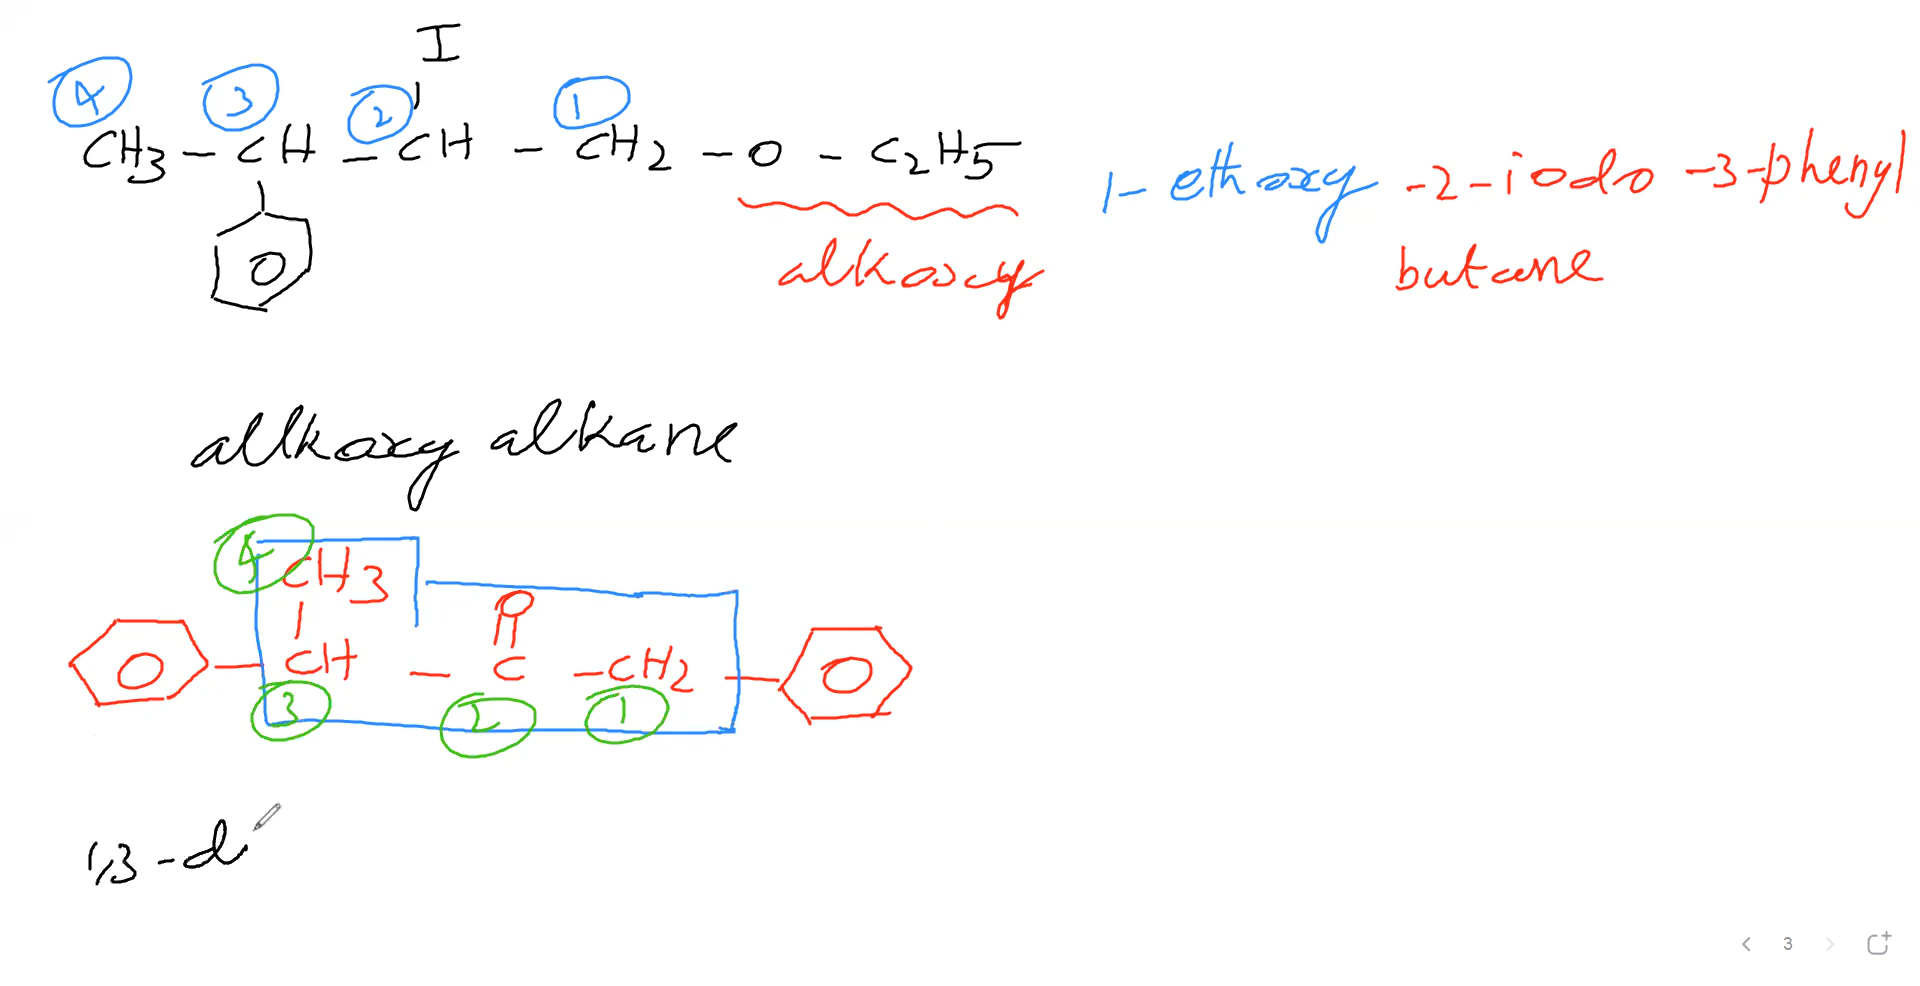 I
4 3 2 1
CH3 - CH - CH - CH2 - O - C2H5
1- ethoxy -2-iodo -3-phenyl
butane
alkoxy
alkoxy alkane
4 CH3
O
CH - C - CH2
3 2 1
1,3 -di
3